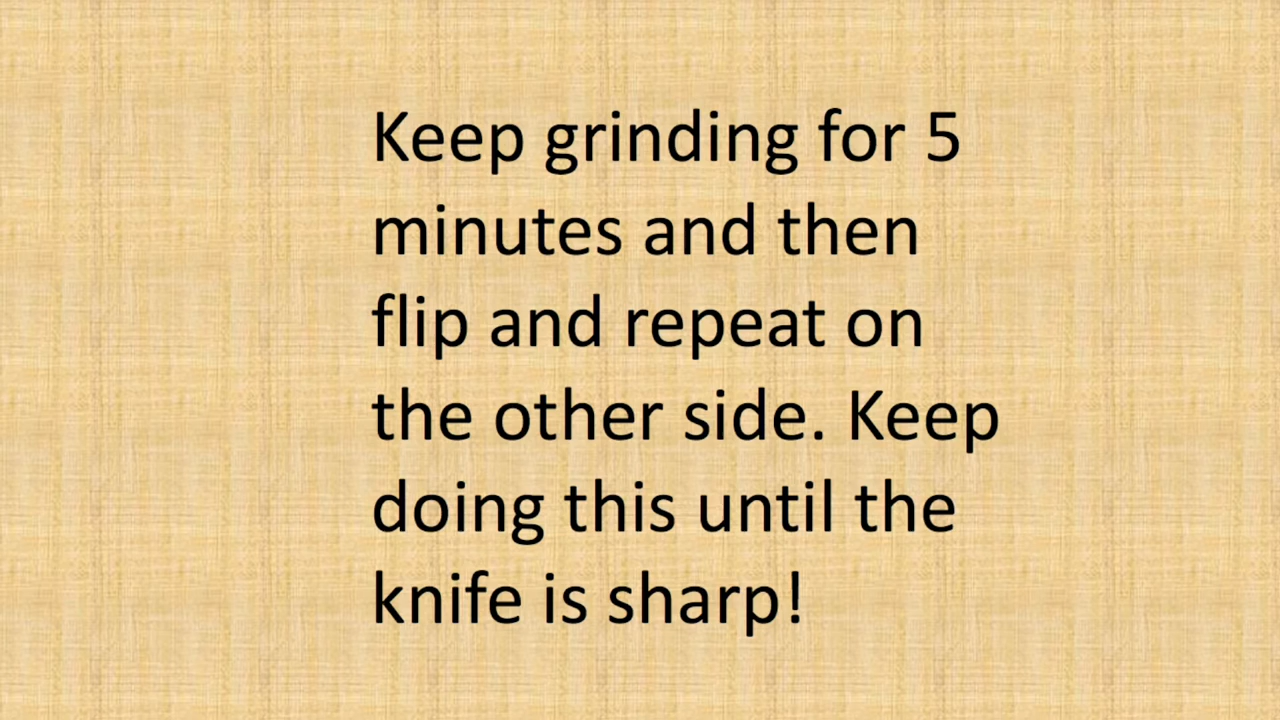 Keep grinding for 5
minutes and then
flip and repeat on
the other side. Keep
doing this until the
knife is sharp!